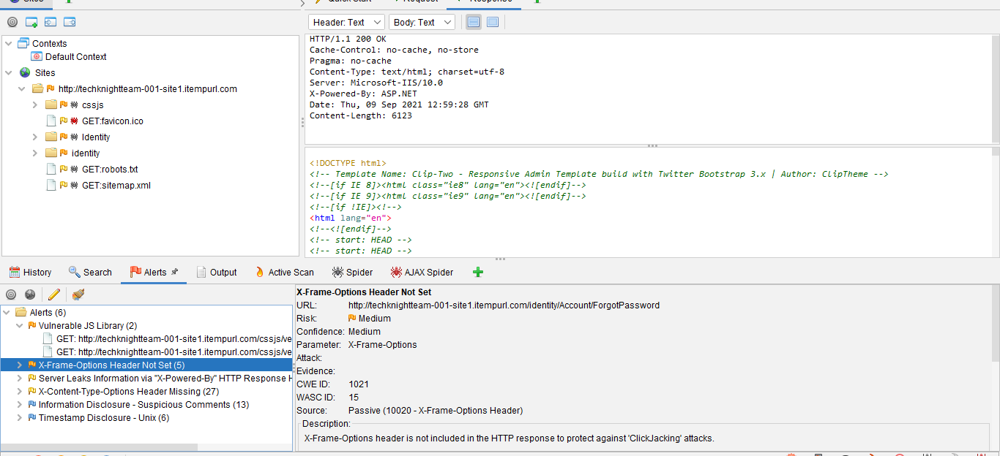 Sites
Quick Start
Request
Response
Header: Text
Body: Text
Contexts
Default Context
Sites
http://techknightteam-001-site1.itempurl.com
cssjs
GET:favicon.ico
Identity
identity
GET:robots.txt
GET:sitemap.xml
HTTP/1.1 200 OK
Cache-Control: no-cache, no-store
Pragma: no-cache
Content-Type: text/html; charset=utf-8
Server: Microsoft-IIS/10.0
X-Powered-By: ASP.NET
Date: Thu, 09 Sep 2021 12:59:28 GMT
Content-Length: 6123
<!DOCTYPE html>
<!-- Template Name: Clip-Two - Responsive Admin Template build with Twitter Bootstrap 3.x | Author: ClipTheme -->
<!--[if IE 8]><html class="ie8" lang="en"><![endif]-->
<!--[if IE 9]><html class="ie9" lang="en"><![endif]-->
<!--[if !IE]><!-->
<html lang="en">
<!--<![endif]-->
<!-- start: HEAD -->
<!-- start: HEAD -->
History
Search
Alerts
Output
Active Scan
Spider
AJAX Spider
Alerts (6)
Vulnerable JS Library (2)
GET: http://techknightteam-001-site1.itempurl.com/cssjs/ve
GET: http://techknightteam-001-site1.itempurl.com/cssjs/ve
X-Frame-Options Header Not Set (5)
Server Leaks Information via "X-Powered-By" HTTP Response H
X-Content-Type-Options Header Missing (27)
Information Disclosure - Suspicious Comments (13)
Timestamp Disclosure - Unix (6)
X-Frame-Options Header Not Set
URL: http://techknightteam-001-site1.itempurl.com/identity/Account/ForgotPassword
Risk: Medium
Confidence: Medium
Parameter: X-Frame-Options
Attack:
Evidence:
CWE ID: 1021
WASC ID: 15
Source: Passive (10020 - X-Frame-Options Header)
Description:
X-Frame-Options header is not included in the HTTP response to protect against 'ClickJacking' attacks.